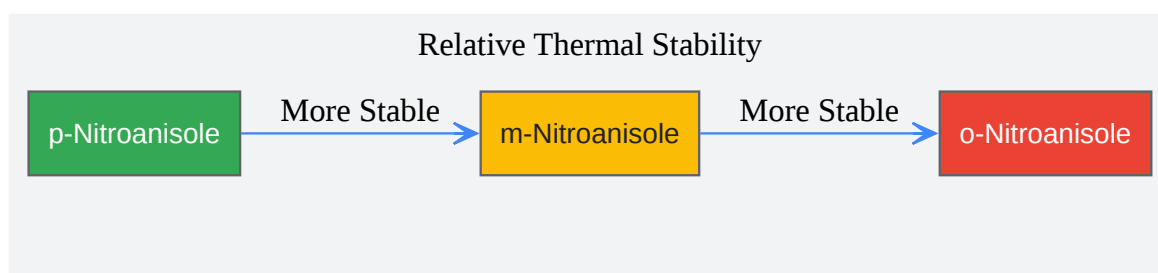 Relative Thermal Stability
p-Nitroanisole
More Stable
m-Nitroanisole
More Stable
o-Nitroanisole